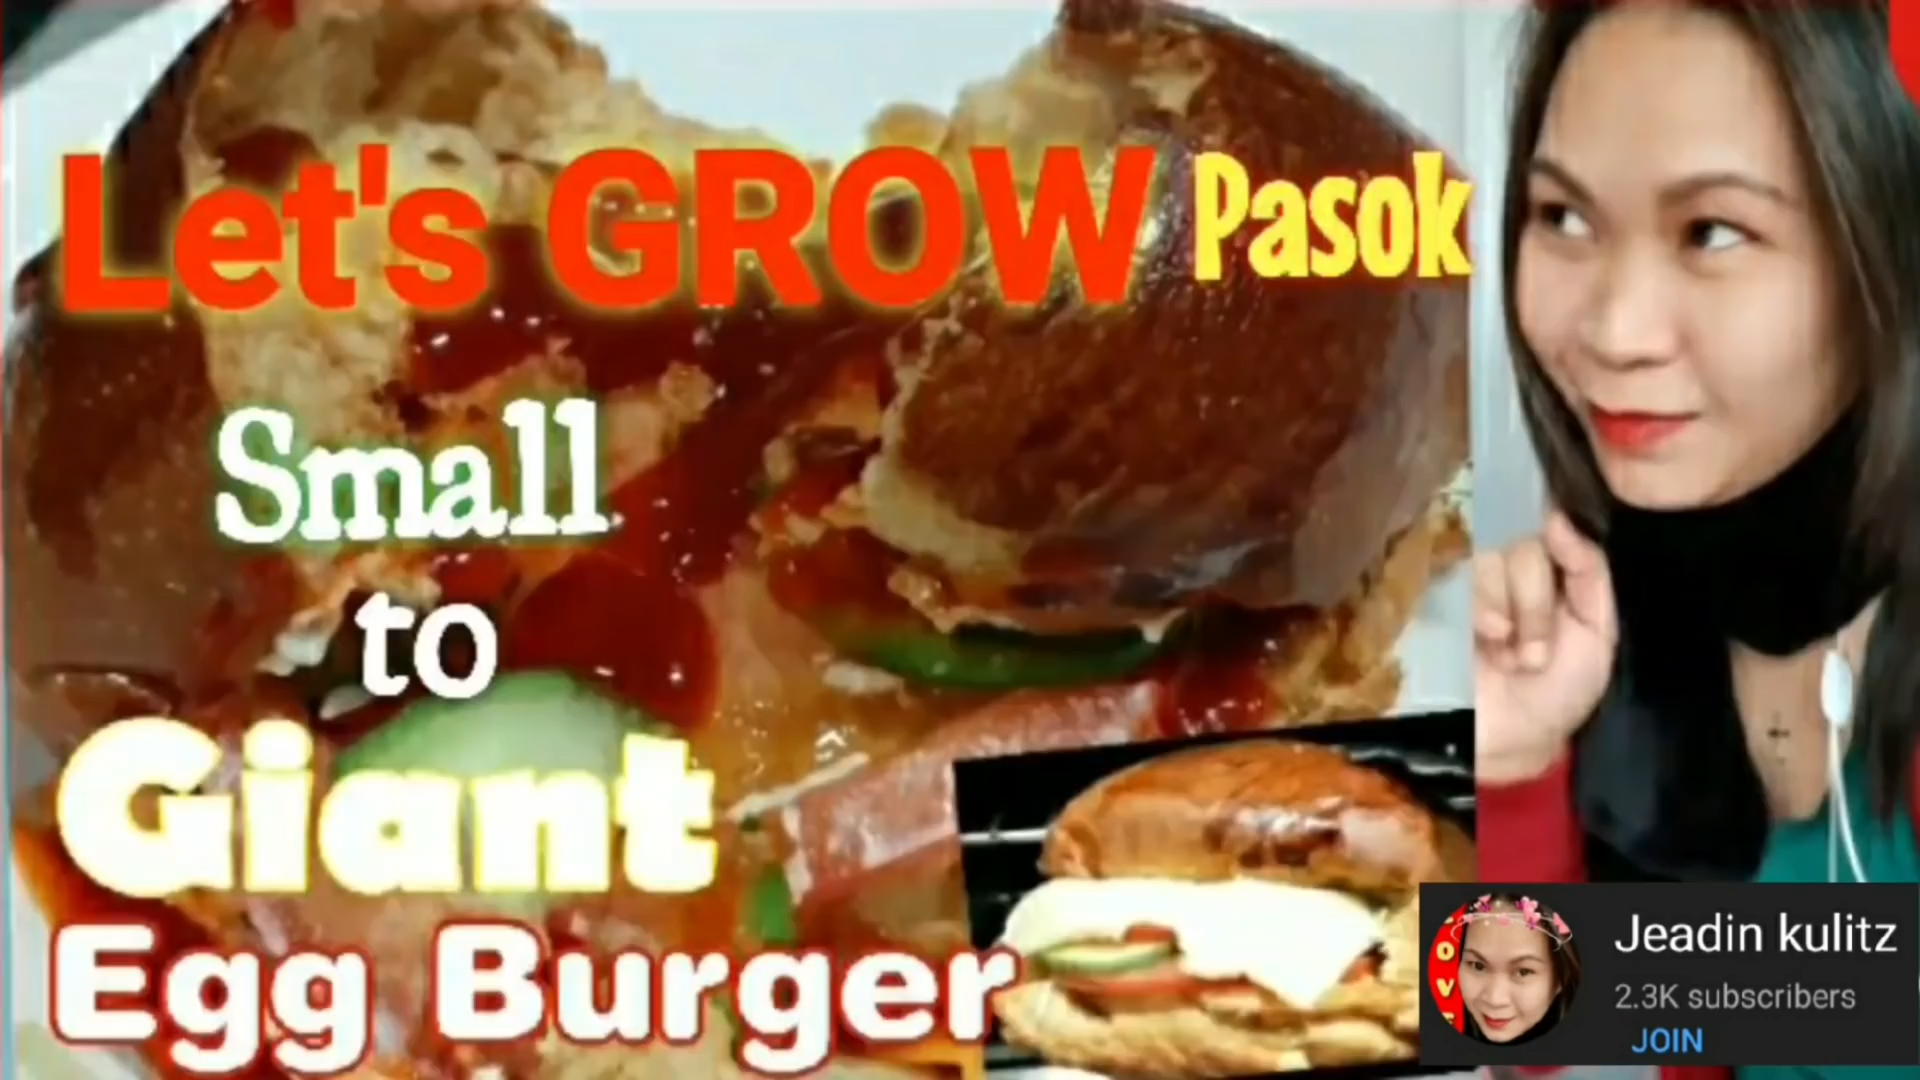 Let's GROW Pasok
Small
to
Giant
Egg Burger
Jeadin kulitz
2.3K subscribers
JOIN